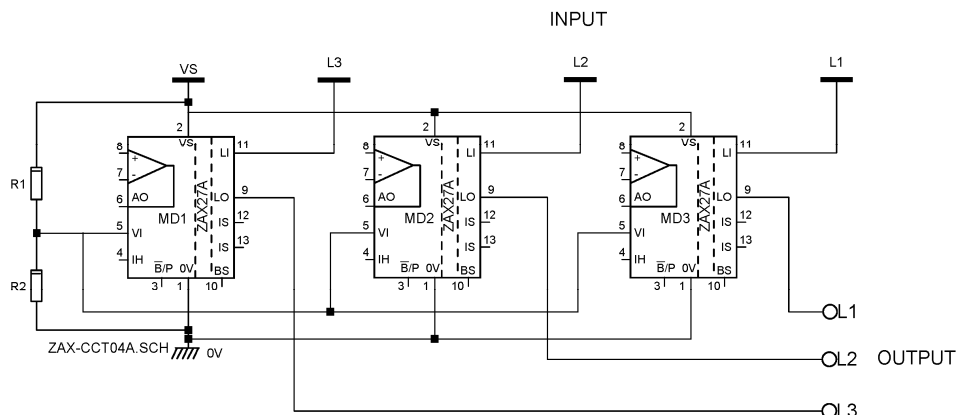 INPUT
VS
L3
L2
L1
2
VS
8
+
7
-
6
AO
R1
5
VI
4
IH
MD1
ZAX27A
LI
11
LO
9
IS
12
IS
13
B/P
0V
BS
3
1
10
R2
2
VS
8
+
7
-
6
AO
5
VI
4
IH
MD2
ZAX27A
LI
11
LO
9
IS
12
IS
13
B/P
0V
BS
3
1
10
2
VS
8
+
7
-
6
AO
5
VI
4
IH
MD3
ZAX27A
LI
11
LO
9
IS
12
IS
13
B/P
0V
BS
3
1
10
ZAX-CCT04A.SCH
0V
L1
L2 OUTPUT
L3